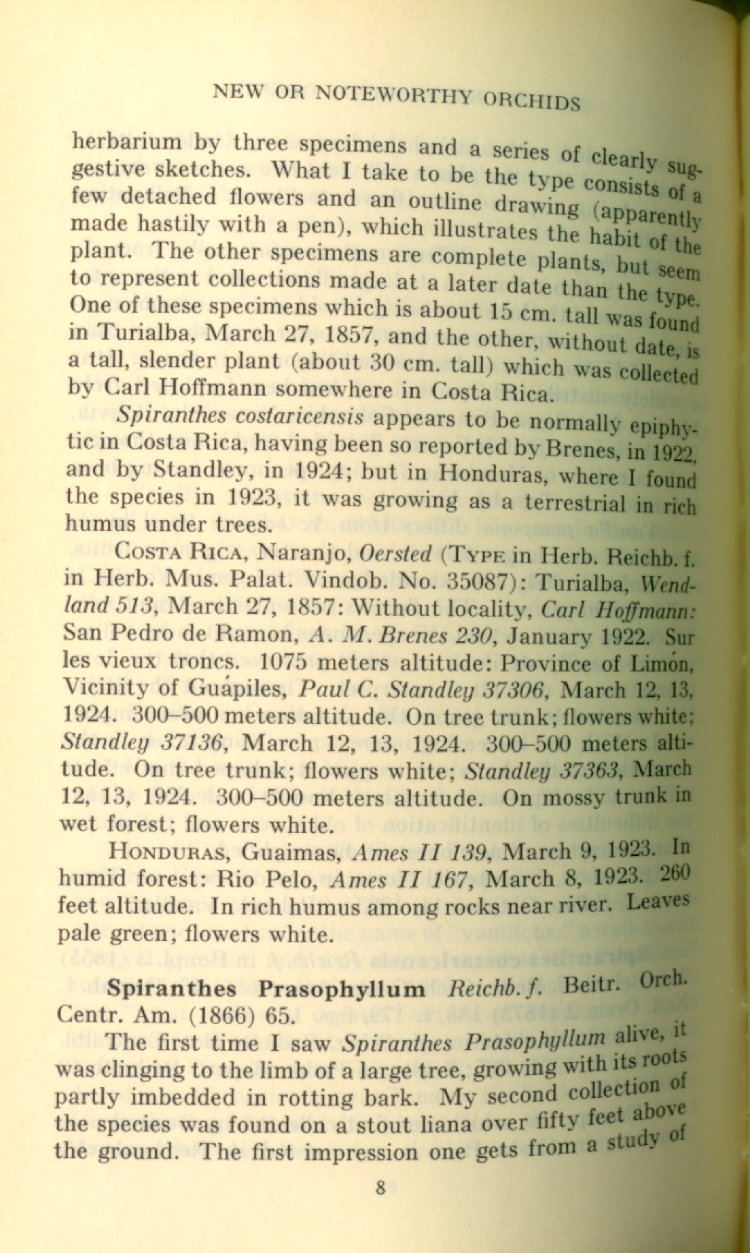 NEW OR NOTEWORTHY ORCHIDS
herbarium by three specimens and a series of clearly sug-
gestive sketches. What I take to be the type consists of a
few detached flowers and an outline drawing (apparently
made hastily with a pen), which illustrates the habit of the
plant. The other specimens are complete plants, but seem
to represent collections made at a later date than the type.
One of these specimens which is about 15 cm. tall was found
in Turialba, March 27, 1857, and the other, without date, is
a tall, slender plant (about 30 cm. tall) which was collected
by Carl Hoffmann somewhere in Costa Rica.
Spiranthes costaricensis appears to be normally epiphy-
tic in Costa Rica, having been so reported by Brenes, in 1922,
and by Standley, in 1924; but in Honduras, where I found
the species in 1923, it was growing as a terrestrial in rich
humus under trees.
COSTA RICA, Naranjo, Oersted (TYPE in Herb. Reichb. f.
in Herb. Mus. Palat. Vindob. No. 35087): Turialba, Wend-
land 513, March 27, 1857: Without locality, Carl Hoffmann:
San Pedro de Ramon, A. M. Brenes 230, January 1922. Sur
les vieux troncs. 1075 meters altitude: Province of Limón,
Vicinity of Guápiles, Paul C. Standley 37306, March 12, 13,
1924. 300–500 meters altitude. On tree trunk; flowers white;
Standley 37136, March 12, 13, 1924. 300–500 meters alti-
tude. On tree trunk; flowers white; Standley 37363, March
12, 13, 1924. 300–500 meters altitude. On mossy trunk in
wet forest; flowers white.
HONDURAS, Guaimas, Ames II 139, March 9, 1923. In
humid forest: Rio Pelo, Ames II 167, March 8, 1923. 260
feet altitude. In rich humus among rocks near river. Leaves
pale green; flowers white.
Spiranthes Prasophyllum Reichb. f. Beitr. Orch.
Centr. Am. (1866) 65.
The first time I saw Spiranthes Prasophyllum alive, it
was clinging to the limb of a large tree, growing with its roots
partly imbedded in rotting bark. My second collection of
the species was found on a stout liana over fifty feet above
the ground. The first impression one gets from a study of
8